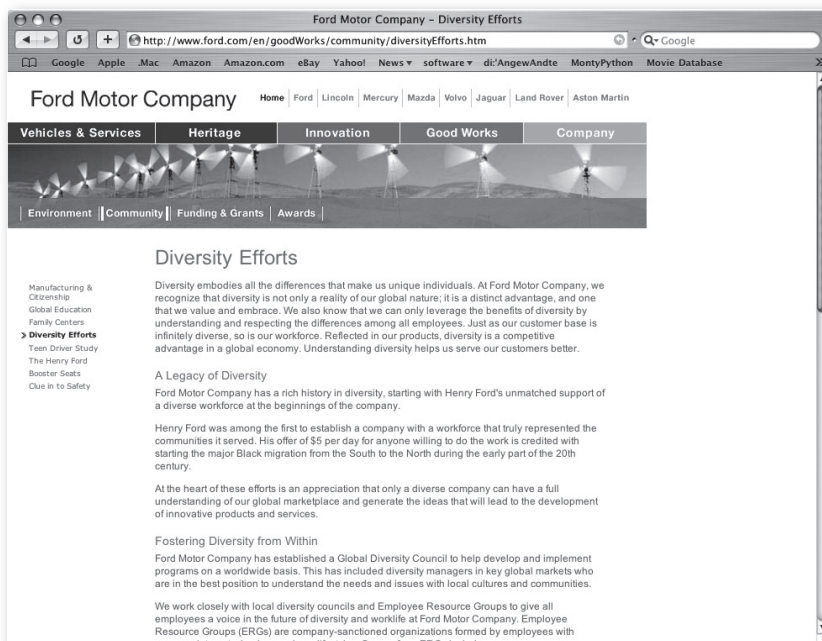 Ford Motor Company – Diversity Efforts
http://www.ford.com/en/goodWorks/community/diversityEfforts.htm
Google
Google Apple .Mac Amazon Amazon.com eBay Yahoo! News software di:'AngewAndte MontyPython Movie Database
Ford Motor Company Home Ford Lincoln Mercury Mazda Volvo Jaguar Land Rover Aston Martin
Vehicles & Services Heritage Innovation Good Works Company
Environment Community Funding & Grants Awards
Manufacturing &
Citizenship
Global Education
Family Centers
Diversity Efforts
Teen Driver Study
The Henry Ford
Booster Seats
Clue in to Safety
Diversity Efforts
Diversity embodies all the differences that make us unique individuals. At Ford Motor Company, we
recognize that diversity is not only a reality of our global nature; it is a distinct advantage, and one
that we value and embrace. We also know that we can only leverage the benefits of diversity by
understanding and respecting the differences among all employees. Just as our customer base is
infinitely diverse, so is our workforce. Reflected in our products, diversity is a competitive
advantage in a global economy. Understanding diversity helps us serve our customers better.
A Legacy of Diversity
Ford Motor Company has a rich history in diversity, starting with Henry Ford's unmatched support of
a diverse workforce at the beginnings of the company.
Henry Ford was among the first to establish a company with a workforce that truly represented the
communities it served. His offer of $5 per day for anyone willing to do the work is credited with
starting the major Black migration from the South to the North during the early part of the 20th
century.
At the heart of these efforts is an appreciation that only a diverse company can have a full
understanding of our global marketplace and generate the ideas that will lead to the development
of innovative products and services.
Fostering Diversity from Within
Ford Motor Company has established a Global Diversity Council to help develop and implement
programs on a worldwide basis. This has included diversity managers in key global markets who
are in the best position to understand the needs and issues with local cultures and communities.
We work closely with local diversity councils and Employee Resource Groups to give all
employees a voice in the future of diversity and worklife at Ford Motor Company. Employee
Resource Groups (ERGs) are company-sanctioned organizations formed by employees with